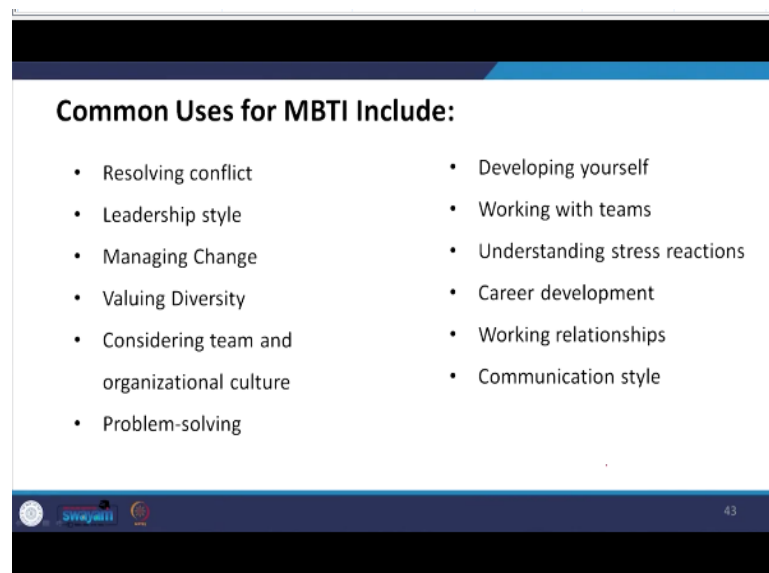 Common Uses for MBTI Include:
• Resolving conflict
• Leadership style
• Managing Change
• Valuing Diversity
• Considering team and
organizational culture
• Problem-solving
• Developing yourself
• Working with teams
• Understanding stress reactions
• Career development
• Working relationships
• Communication style
swayam
43